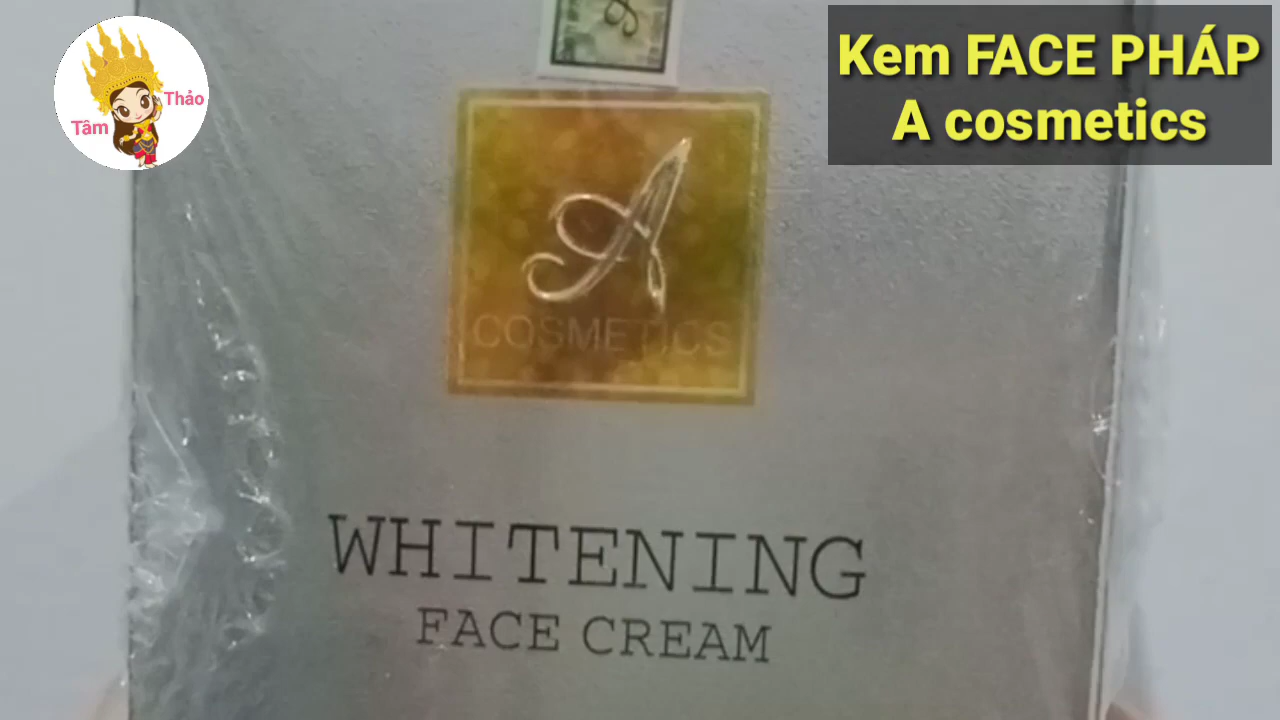 Tâm
Thảo
Kem FACE PHÁP
A cosmetics
A
COSMETICS
WHITENING
FACE CREAM